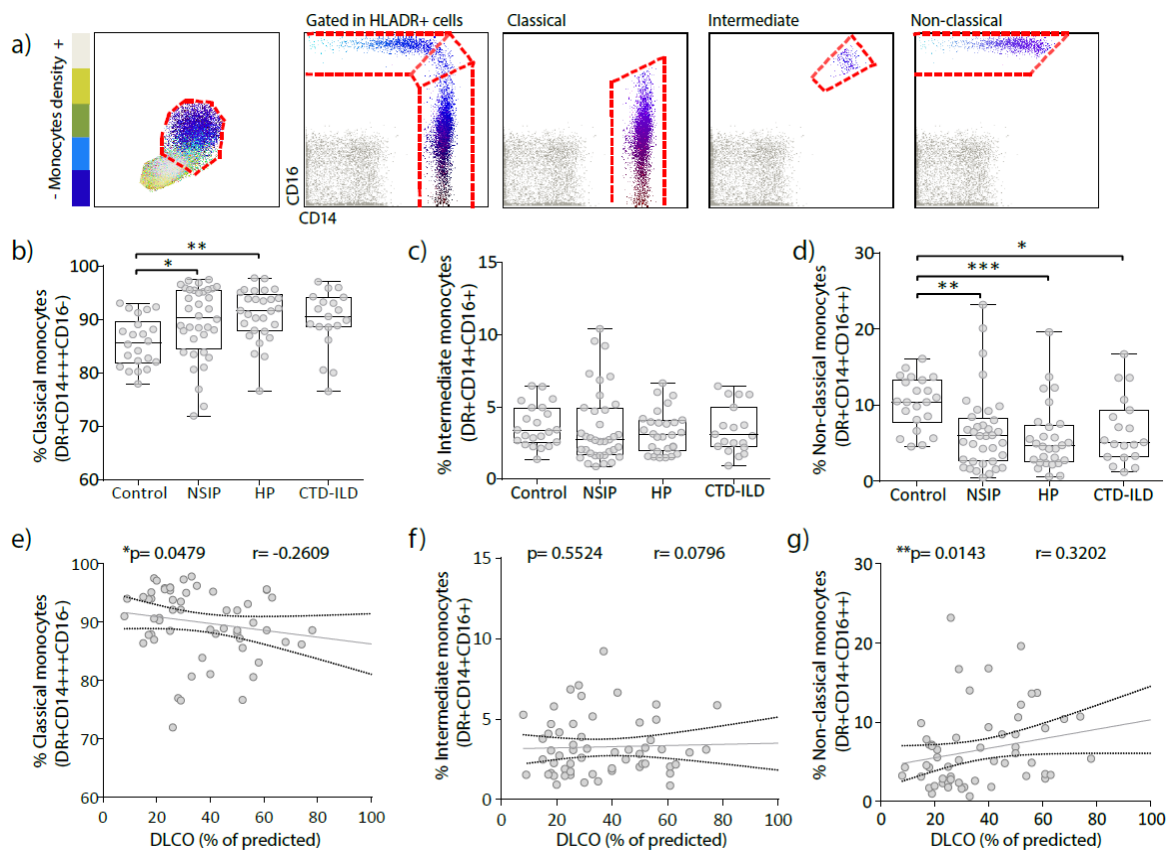 a)
- Monocytes density +
Gated in HLADR+ cells
Classical
Intermediate
Non-classical
CD16
CD14
b)
% Classical monocytes
(DR+CD14+++CD16-)
100
90
80
70
60
**
*
Control NSIP HP CTD-ILD
c)
% Intermediate monocytes
(DR+CD14+CD16+)
15
10
5
0
Control NSIP HP CTD-ILD
d)
% Non-classical monocytes
(DR+CD14+CD16++)
30
20
10
0
*
***
**
Control NSIP HP CTD-ILD
e)
*p= 0.0479 r= -0.2609
% Classical monocytes
(DR+CD14+++CD16-)
100
90
80
90
60
0 20 40 60 80 100
DLCO (% of predicted)
f)
p= 0.5524 r= 0.0796
% Intermediate monocytes
(DR+CD14+CD16+)
15
10
5
0
0 20 40 60 80 100
DLCO (% of predicted)
g)
**p= 0.0143 r= 0.3202
% Non-classical monocytes
(DR+CD14+CD16++)
30
20
10
0
0 20 40 60 80 100
DLCO (% of predicted)